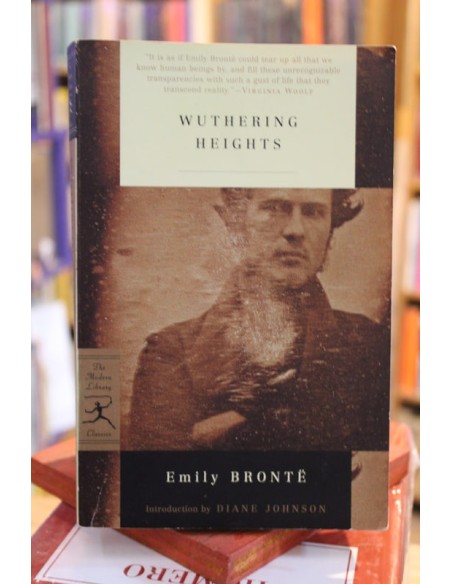 "It is as if Emily Brontë could tear up all that we
know human beings by, and fill these unrecognizable
transparencies with such a gust of life that they
transcend reality."—VIRGINIA WOOLF
WUTHERING
HEIGHTS
The
Modern
Library
Classics
Emily BRONTË
Introduction by DIANE JOHNSON